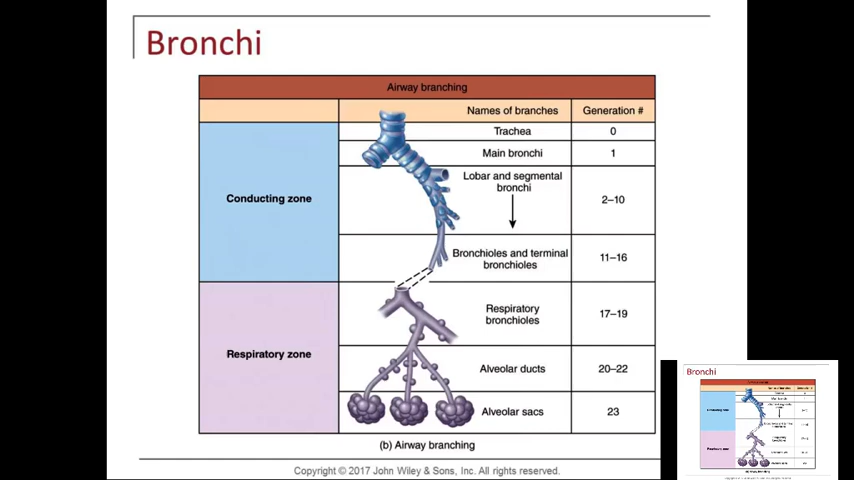 Bronchi
Airway branching
Names of branches
Generation #
Trachea
0
Main bronchi
1
Conducting zone
Lobar and segmental
bronchi
2–10
Bronchioles and terminal
bronchioles
11–16
Respiratory zone
Respiratory
bronchioles
17–19
Alveolar ducts
20–22
Alveolar sacs
23
(b) Airway branching
Copyright © 2017 John Wiley & Sons, Inc. All rights reserved.
Bronchi